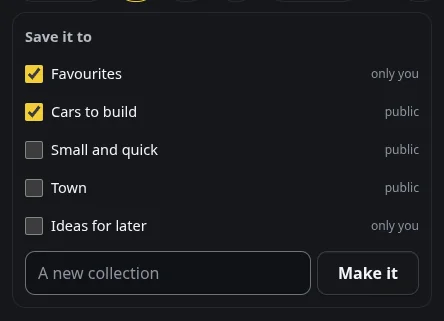 Save it to
Favourites only you
Cars to build public
Small and quick public
Town public
Ideas for later only you
A new collection Make it